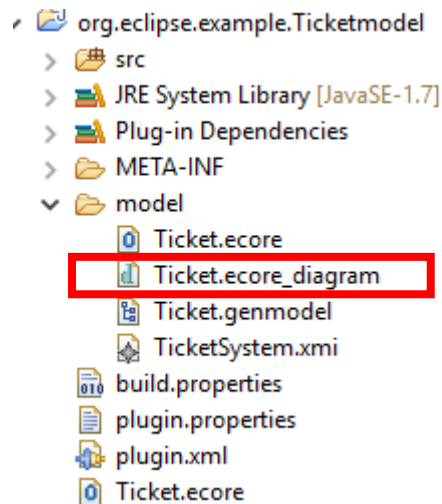 org.eclipse.example.Ticketmodel
src
JRE System Library [JavaSE-1.7]
Plug-in Dependencies
META-INF
model
Ticket.ecore
Ticket.ecore_diagram
Ticket.genmodel
TicketSystem.xmi
build.properties
plugin.properties
plugin.xml
Ticket.ecore